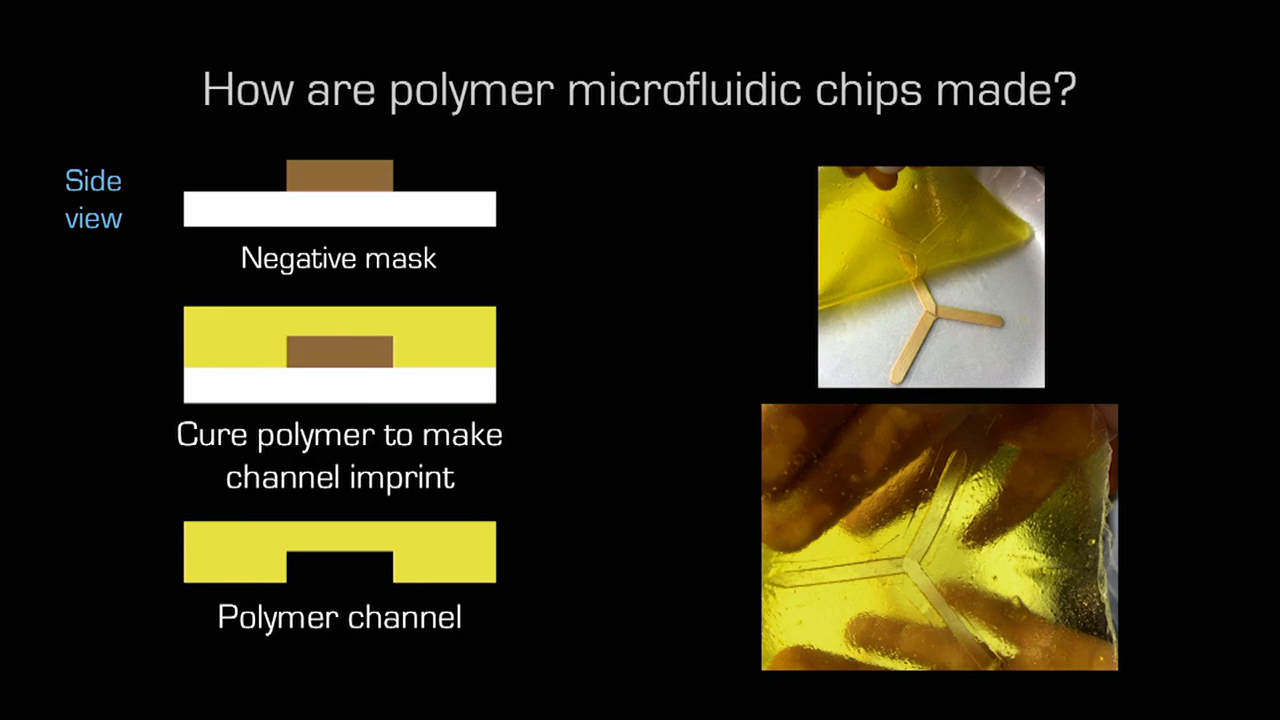 How are polymer microfluidic chips made?
Side
view
Negative mask
Cure polymer to make
channel imprint
Polymer channel